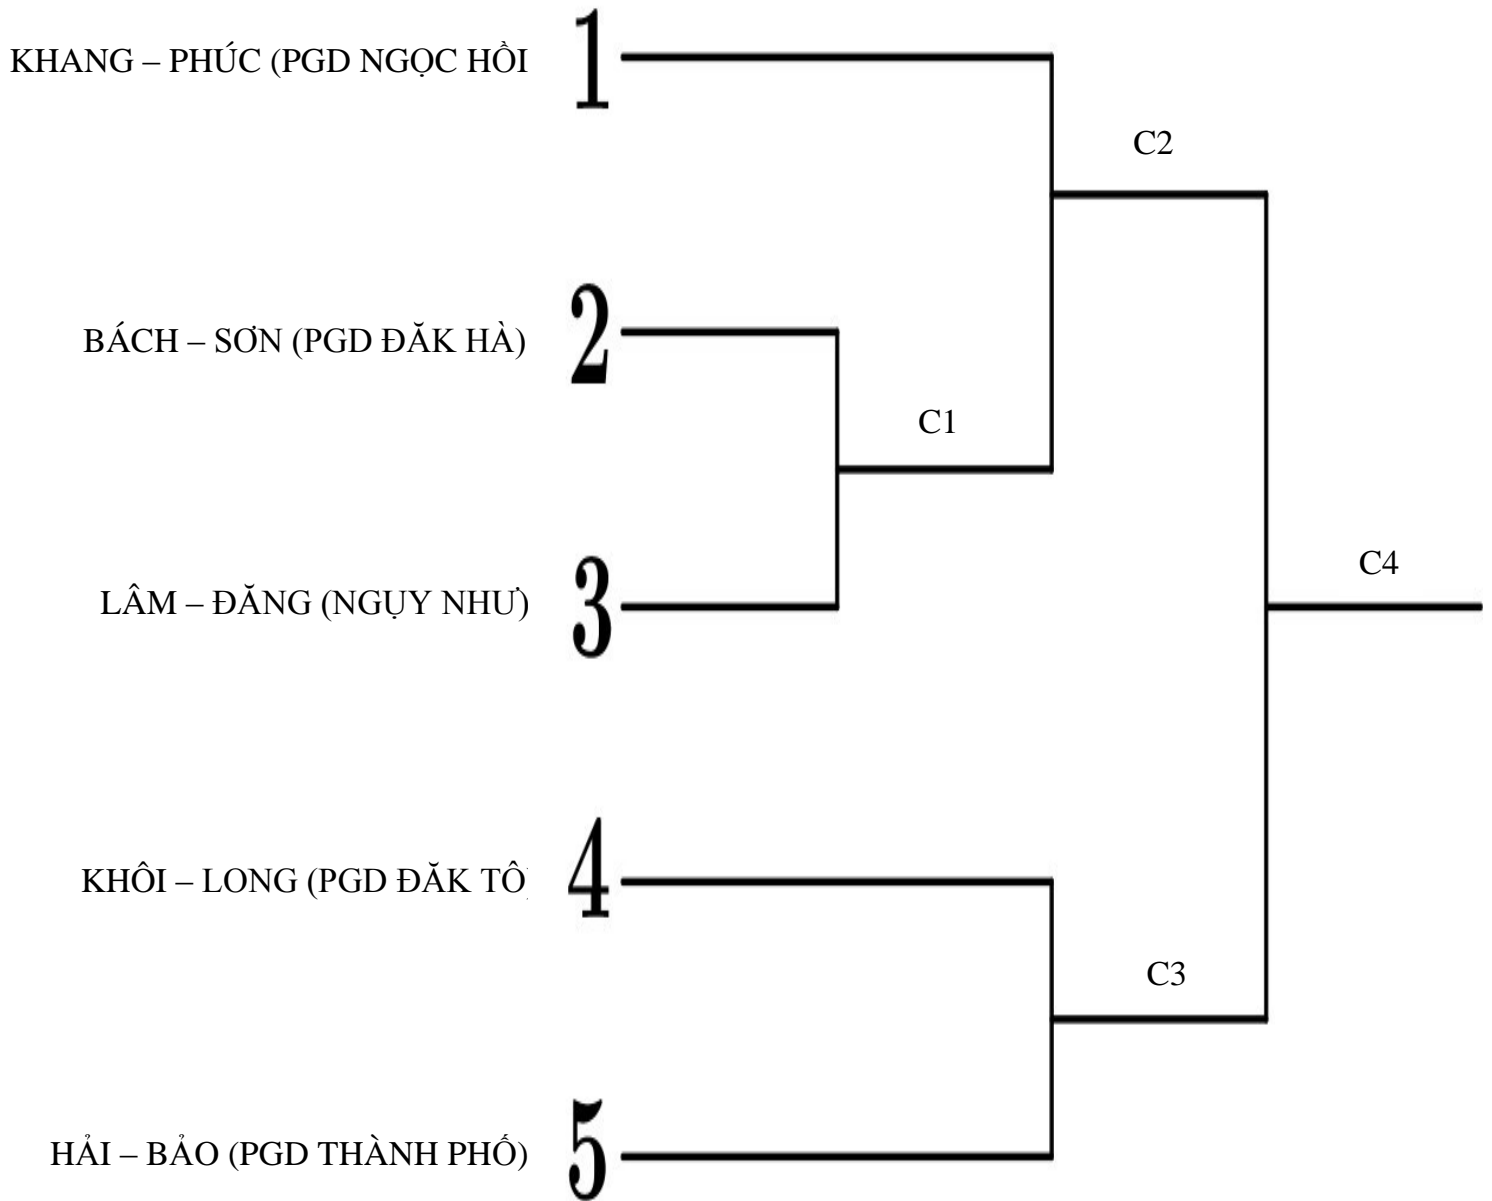 KHANG – PHÚC (PGD NGỌC HỒI
1
C2
BÁCH – SƠN (PGD ĐĂK HÀ)
2
C1
LÂM – ĐĂNG (NGỤY NHƯ)
3
C4
KHÔI – LONG (PGD ĐĂK TÔ)
4
C3
HẢI – BẢO (PGD THÀNH PHỐ)
5